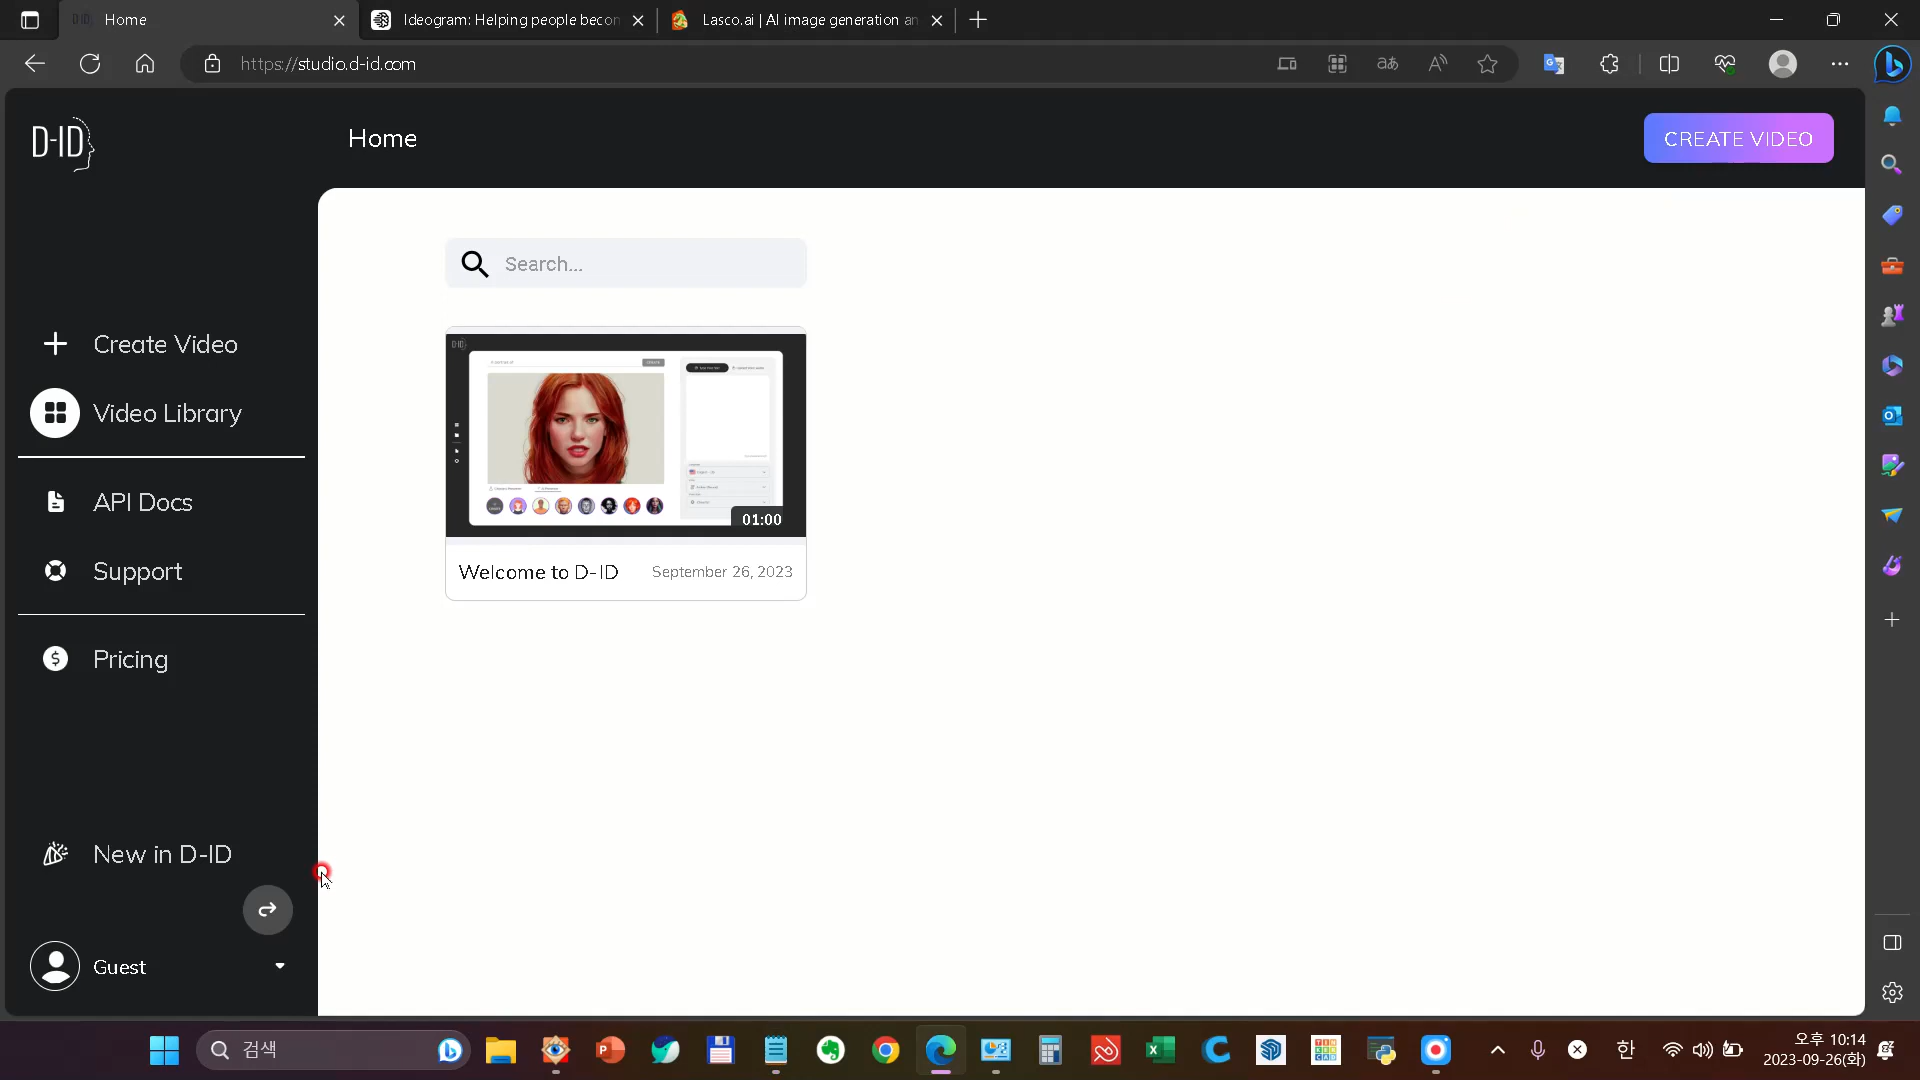 Home
Ideogram: Helping people becon
Lasco.ai | AI image generation an
https://studio.d-id.com
D-ID
Home
CREATE VIDEO
Search...
Create Video
Video Library
API Docs
Support
Pricing
01:00
Welcome to D-ID
September 26, 2023
New in D-ID
Guest
검색
한
오후 10:14
2023-09-26(화)